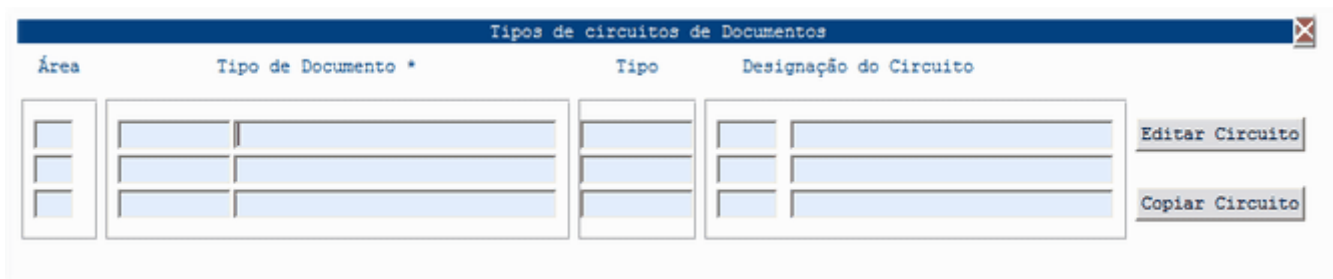 Tipos de circuitos de Documentos
Área Tipo de Documento * Tipo Designação do Circuito
Editar Circuito
Copiar Circuito